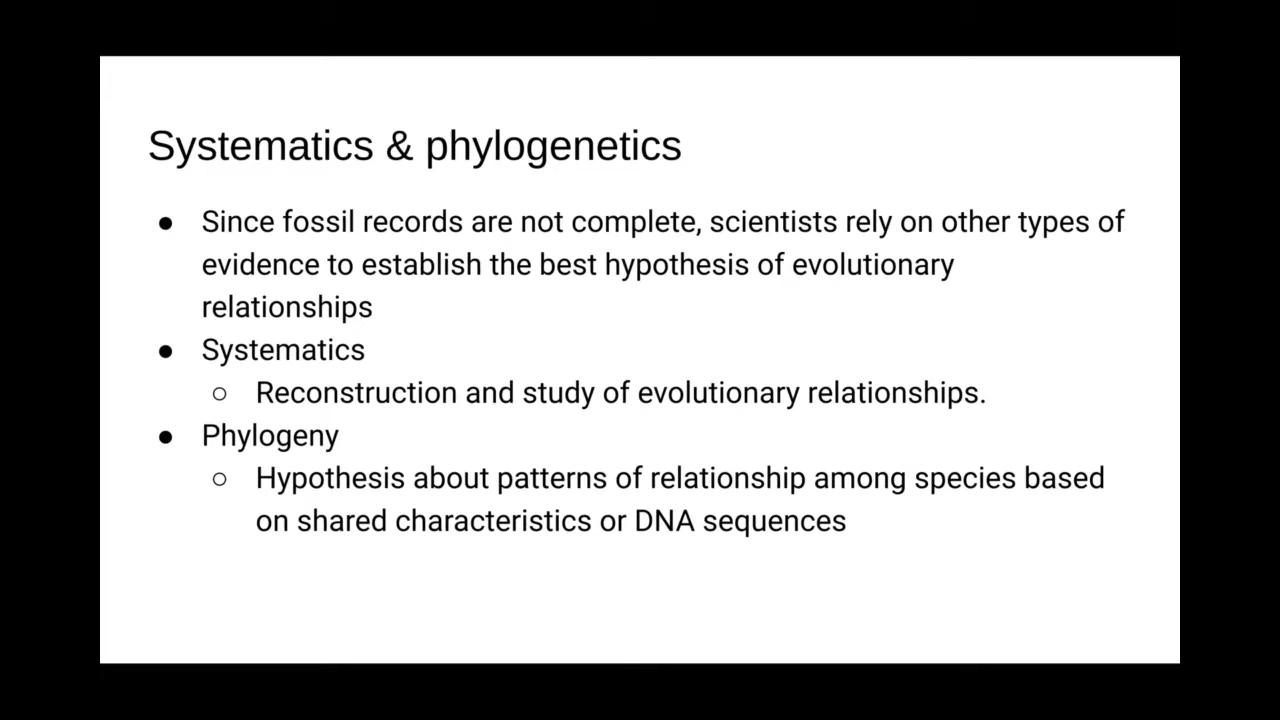 Systematics & phylogenetics
● Since fossil records are not complete, scientists rely on other types of
evidence to establish the best hypothesis of evolutionary
relationships
● Systematics
○ Reconstruction and study of evolutionary relationships.
● Phylogeny
○ Hypothesis about patterns of relationship among species based
on shared characteristics or DNA sequences